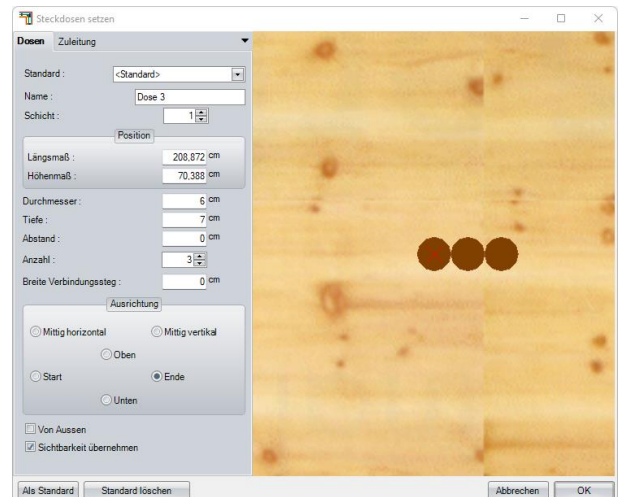 Steckdosen setzen
Dosen Zuleitung
Standard : <Standard>
Name : Dose 3
Schicht : 1
Position
Längsmaß : 208,872 cm
Höhenmaß : 70,388 cm
Durchmesser : 6 cm
Tiefe : 7 cm
Abstand : 0 cm
Anzahl : 3
Breite Verbindungssteg : 0 cm
Ausrichtung
Mittig horizontal Mittig vertikal
Oben
Start Ende
Unten
Von Aussen
Sichtbarkeit übernehmen
Als Standard Standard löschen Abbrechen OK